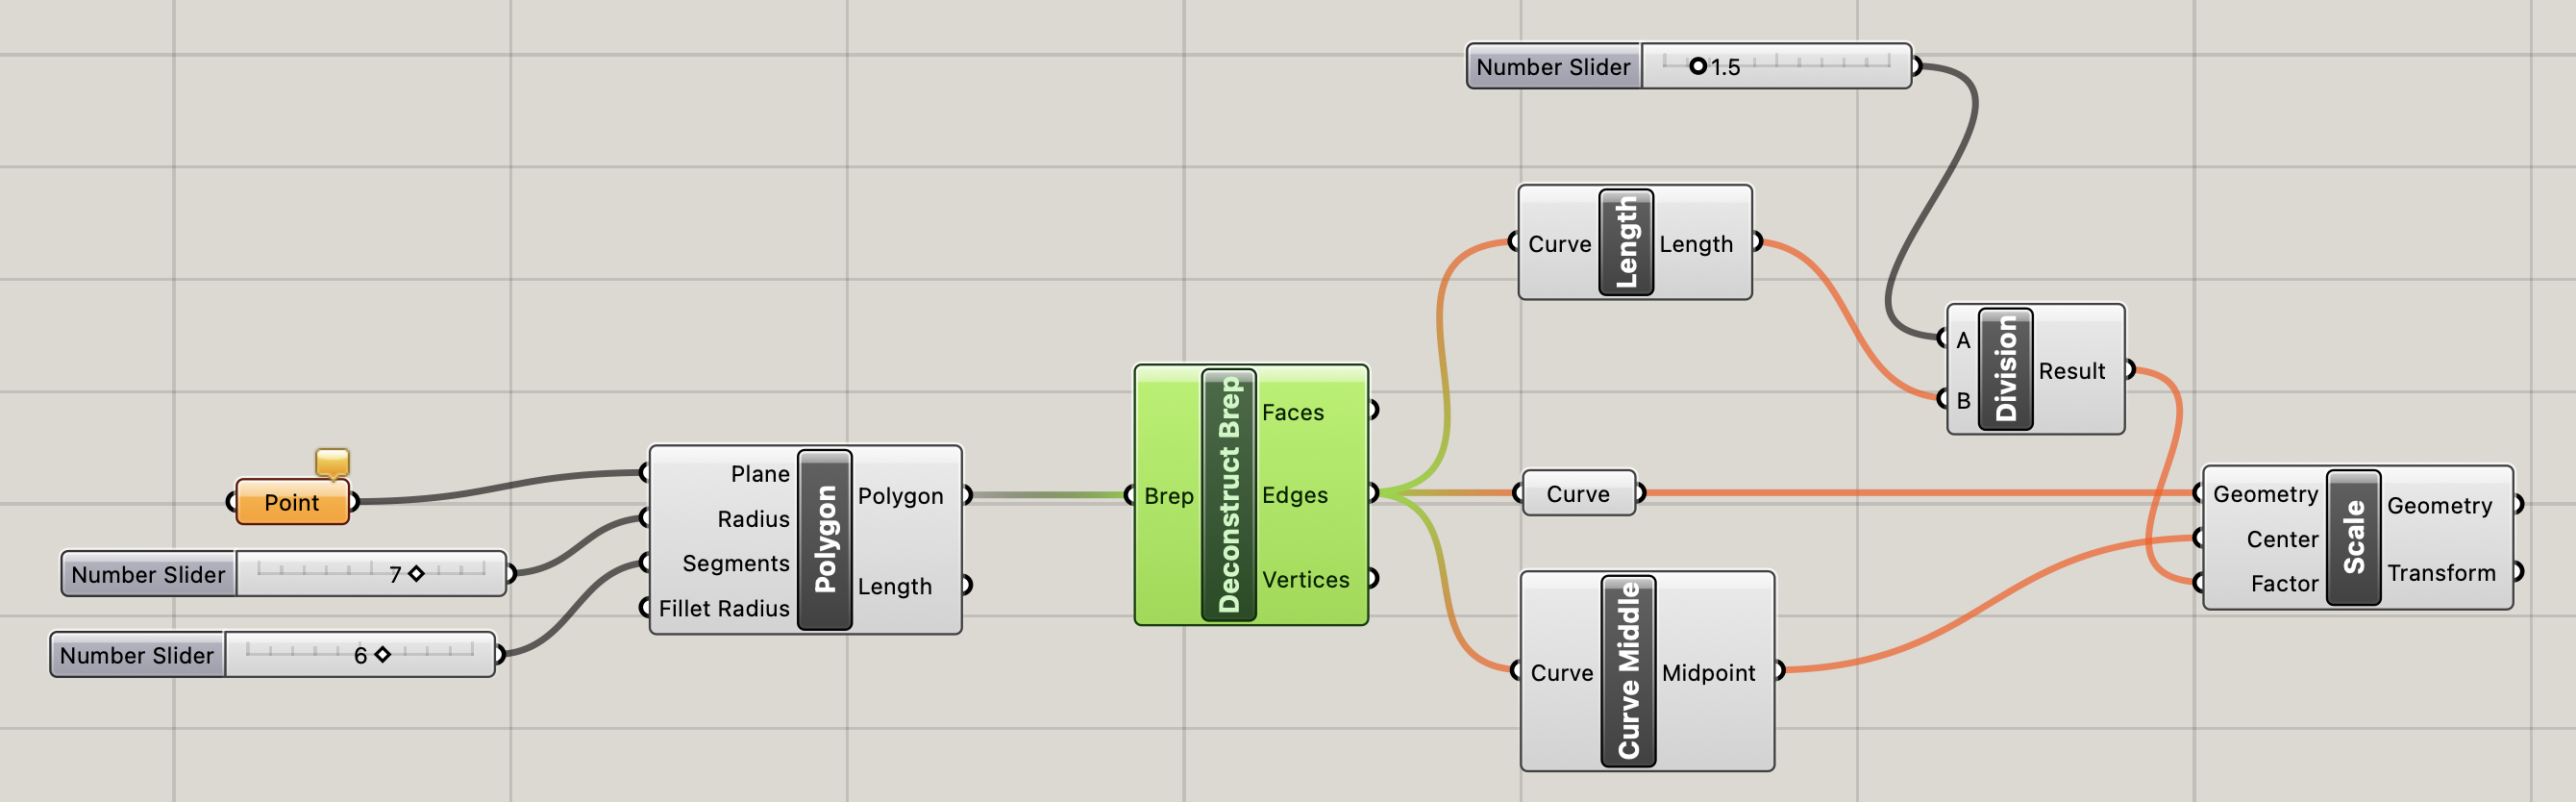 Number Slider 1.5
Curve Length Length
A B Division Result
Point
Plane
Radius
Segments
Fillet Radius
Polygon
Polygon
Length
Number Slider 7
Number Slider 6
Brep
Deconstruct Brep
Faces
Edges
Vertices
Curve
Curve Curve Middle Midpoint
Geometry
Center
Factor
Scale
Geometry
Transform